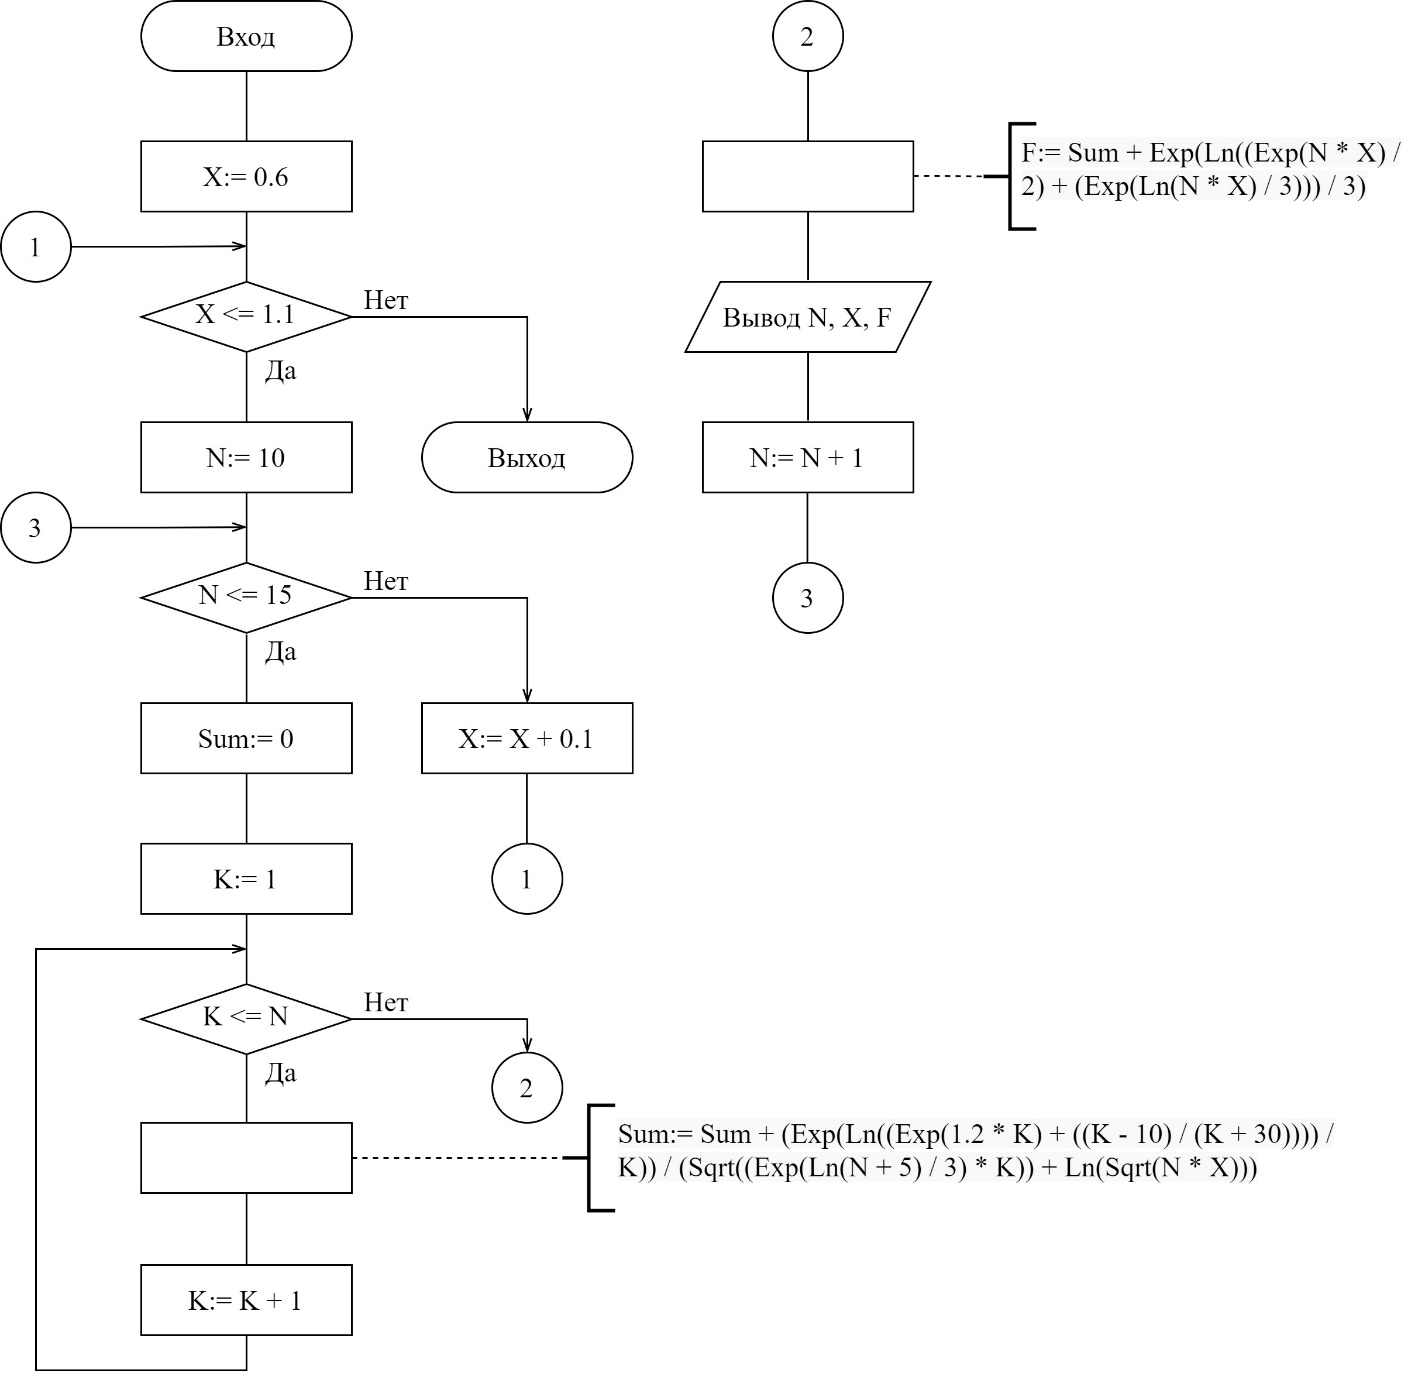 Вход
X:= 0.6
1
X <= 1.1
Нет
Да
N:= 10
Выход
3
N <= 15
Нет
Да
Sum:= 0
X:= X + 0.1
K:= 1
1
K <= N
Нет
Да
2
Sum:= Sum + (Exp(Ln((Exp(1.2 * K) + ((K - 10) / (K + 30)))) /
K)) / (Sqrt((Exp(Ln(N + 5) / 3) * K)) + Ln(Sqrt(N * X)))
K:= K + 1
2
F:= Sum + Exp(Ln((Exp(N * X) /
2) + (Exp(Ln(N * X) / 3))) / 3)
Вывод N, X, F
N:= N + 1
3